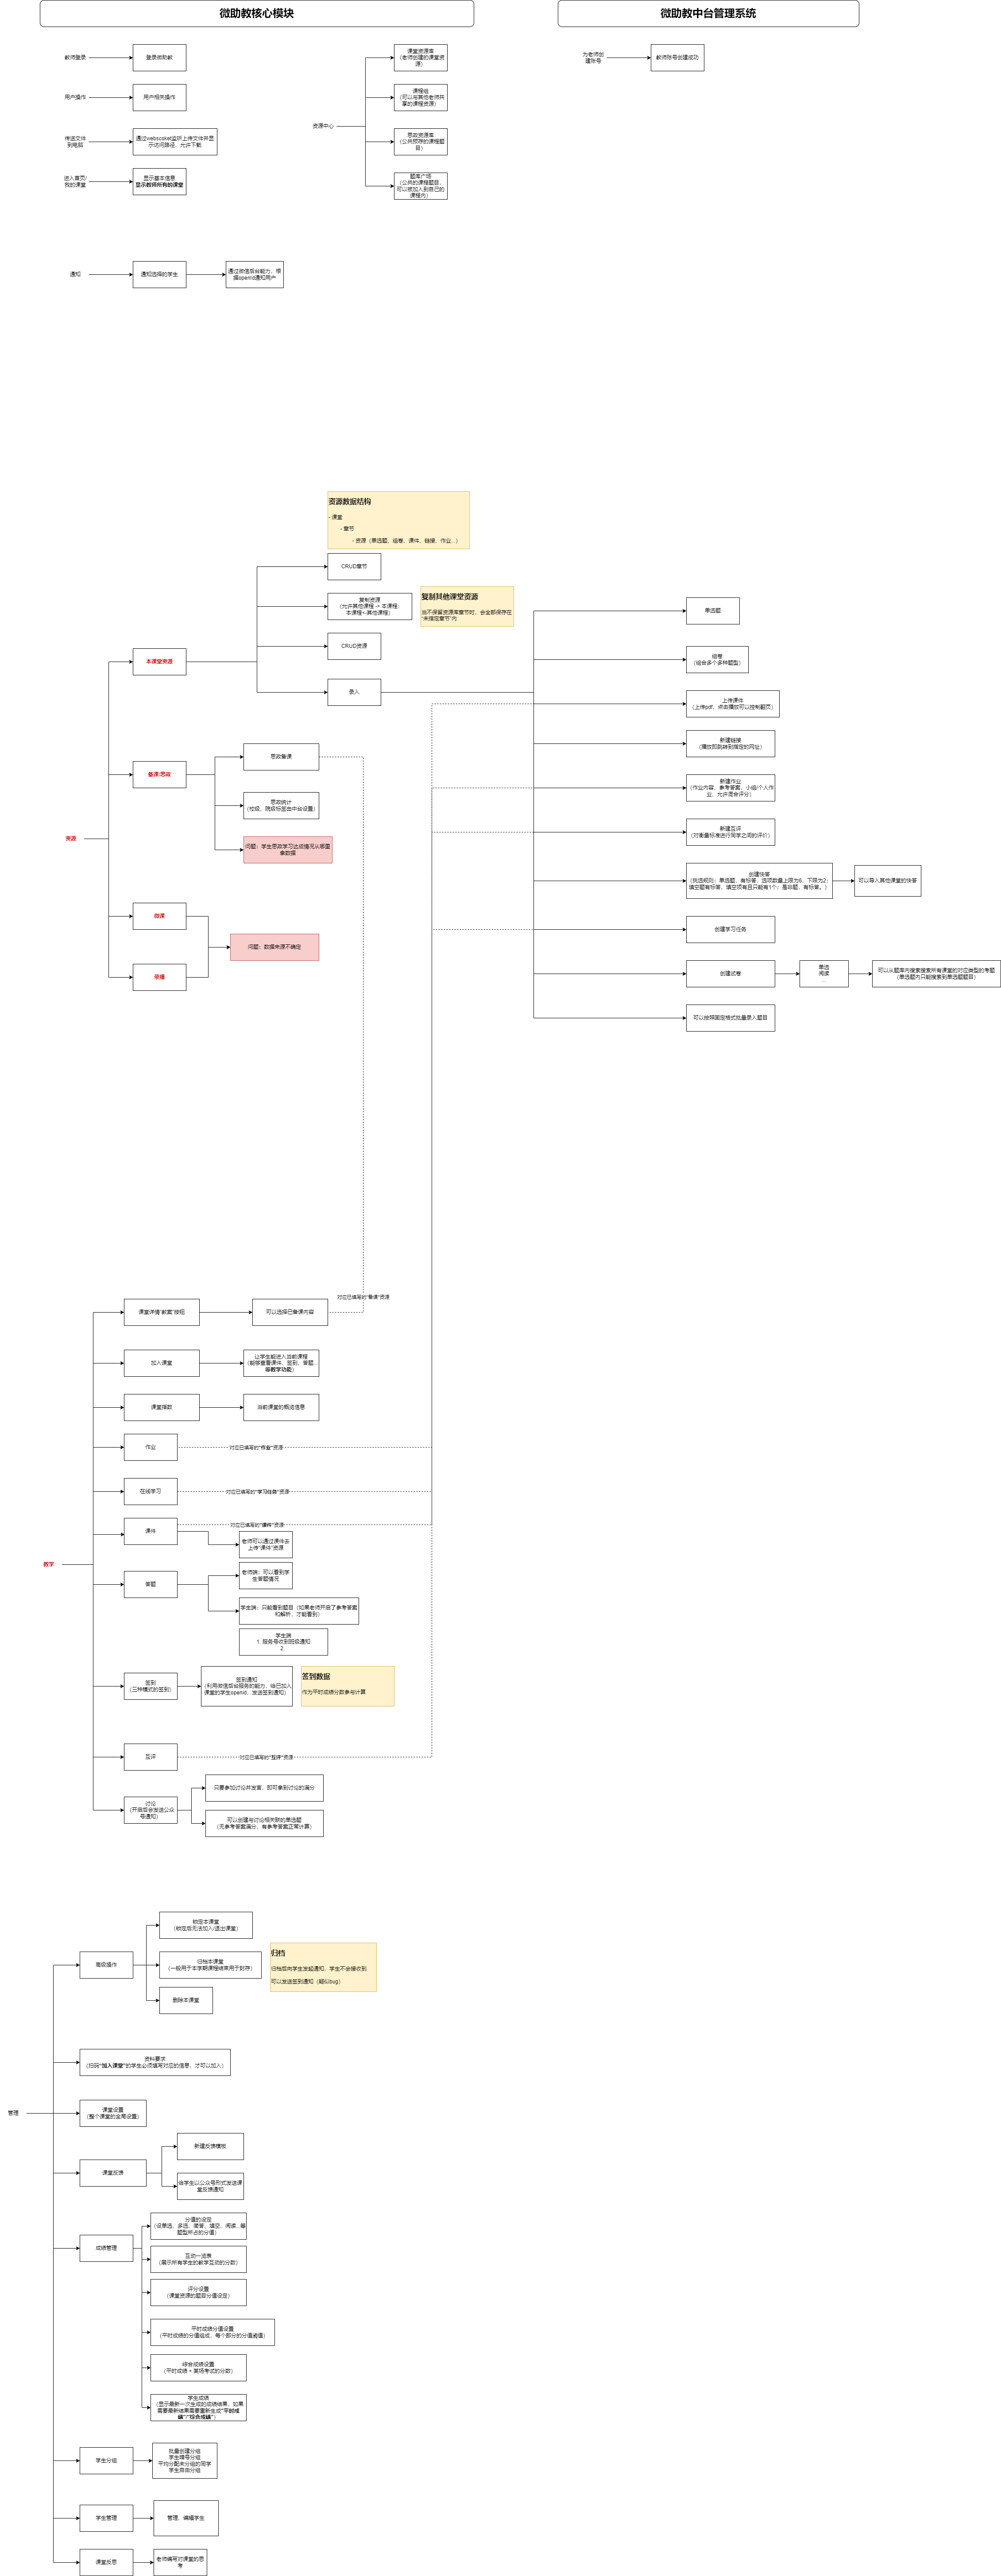 微助教核心模块
微助教中台管理系统
教师登录
登录微助教
用户操作
用户相关操作
传送文件
到电脑
通过webscoket监听上传文件并显
示访问路径，允许下载
进入首页/
我的课堂
显示基本信息
显示教师所有的课堂
通知
通知选择的学生
通过微信后台能力，根
据openid通知用户
资源中心
课堂资源库
（老师创建的课堂资
源）
课程组
（可以与其他老师共
享的课程资源）
思政资源库
（公共预存的课程题
目）
题库广场
（公共的课程题目，
可以被加入到自己的
课程内）
为老师创
建账号
教师账号创建成功
资源数据结构
- 课堂
- 章节
- 资源（单选题、组卷、课件、链接、作业...）
资源
本课堂资源
CRUD章节
复制资源
（允许其他课程 -> 本课程；
本课程->其他课程）
复制其他课堂资源
当不保留资源库章节时，会全部保存在
“未指定章节”内
CRUD资源
录入
单选题
组卷
（组合多个多种题型）
上传课件
（上传pdf，点击播放可以控制翻页）
新建链接
（播放即跳转到指定的网址）
新建作业
（作业内容、参考答案、小组/个人作
业、允许混合评分）
新建互评
（对衡量标准进行同学之间的评价）
创建快答
（挑选规则：单选题，有标答、选项数量上限为6、下限为2；
填空题有标答，填空项有且只能有1个；是非题，有标答。）
可以导入其他课堂的快答
创建学习任务
创建试卷
单选
阅读
...
可以从题库内搜索搜索所有课堂的对应类型的考题
（单选题内只能搜索到单选题题目）
可以按照固定格式批量录入题目
备课/思政
思政备课
思政统计
（校级、院级标签由中台设置）
问题：学生思政学习达成情况从哪里
拿数据
微课
录播
问题：数据来源不确定
教学
课堂详情“教案”按钮
可以选择已备课内容
对应已填写的“备课”资源
加入课堂
让学生能进入当前课程
（能够查看课件、签到、答题...
等教学功能）
课堂指数
当前课堂的概述信息
作业
对应已填写的“作业”资源
在线学习
对应已填写的“学习任务”资源
课件
对应已填写的“课件”资源
老师可以通过课件去
上传“课件”资源
答题
老师端：可以看到学
生答题情况
学生端：只能看到题目（如果老师开启了参考答案
和解析，才能看到）
学生端
1. 服务号收到班级通知
2.
签到
（三种模式的签到）
签到通知
（利用微信后台服务的能力，给已加入
课堂的学生openid，发送签到通知）
签到数据
作为平时成绩分数参与计算
互评
对应已填写的“互评”资源
讨论
（开启后会发送公众
号通知）
只要参加讨论并发言，即可拿到讨论的满分
可以创建与讨论相关联的单选题
（无参考答案满分，有参考答案正常计算）
管理
高级操作
锁定本课堂
（锁定后无法加入/退出课堂）
归档本课堂
（一般用于本学期课程结束用于封存）
删除本课堂
归档
归档后向学生发起通知，学生不会接收到
可以发送签到通知（疑似bug）
资料要求
（扫码“加入课堂”的学生必须填写对应的信息，才可以加入）
课堂设置
（整个课堂的全局设置）
课堂反馈
新建反馈模板
给学生以公众号形式发送课
堂反馈通知
成绩管理
分值的设定
（设单选、多选、简答、填空、阅读...等
题型所占的分值）
互动一览表
（展示所有学生的教学互动的分数）
评分设置
（课堂资源的题目分值设定）
平时成绩分值设置
（平时成绩的分值组成、每个部分的分值阈值）
综合成绩设置
（平时成绩 + 某场考试的分数）
学生成绩
（显示最新一次生成的成绩结果，如果
需要最新结果需要重新生成“平时成
绩”/“综合成绩”）
学生分组
批量创建分组
学生填号分组
平均分配未分组的同学
学生自由分组
学生管理
管理、编辑学生
课堂反思
老师编写对课堂的思
考